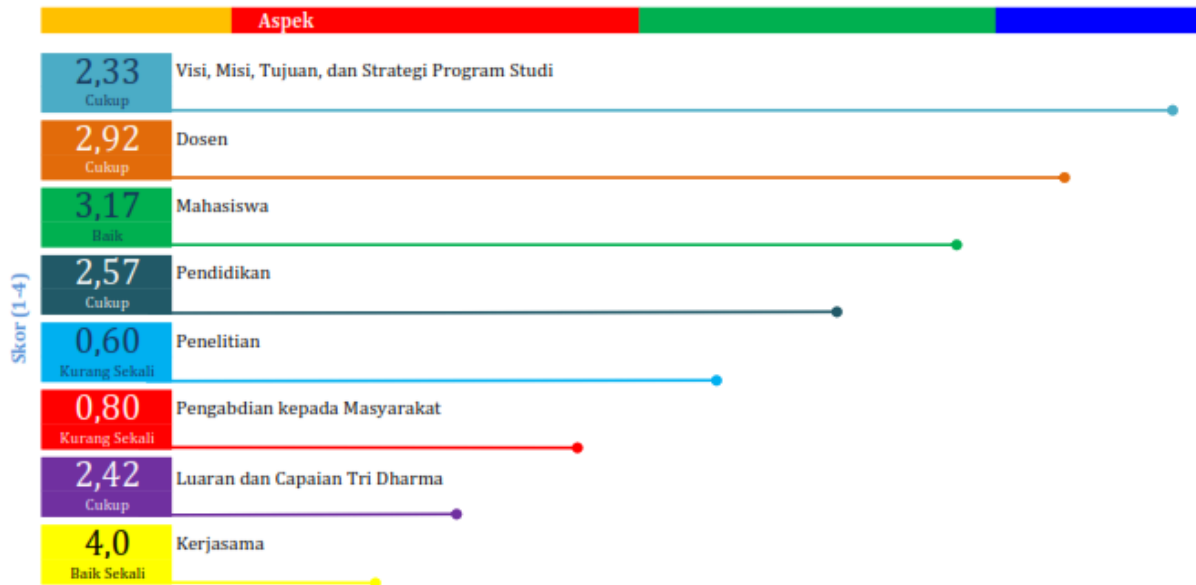 Aspek
2,33
Cukup
Visi, Misi, Tujuan, dan Strategi Program Studi
2,92
Cukup
Dosen
3,17
Baik
Mahasiswa
2,57
Cukup
Pendidikan
0,60
Kurang Sekali
Penelitian
0,80
Kurang Sekali
Pengabdian kepada Masyarakat
2,42
Cukup
Luaran dan Capaian Tri Dharma
4,0
Baik Sekali
Kerjasama
Skor (1-4)